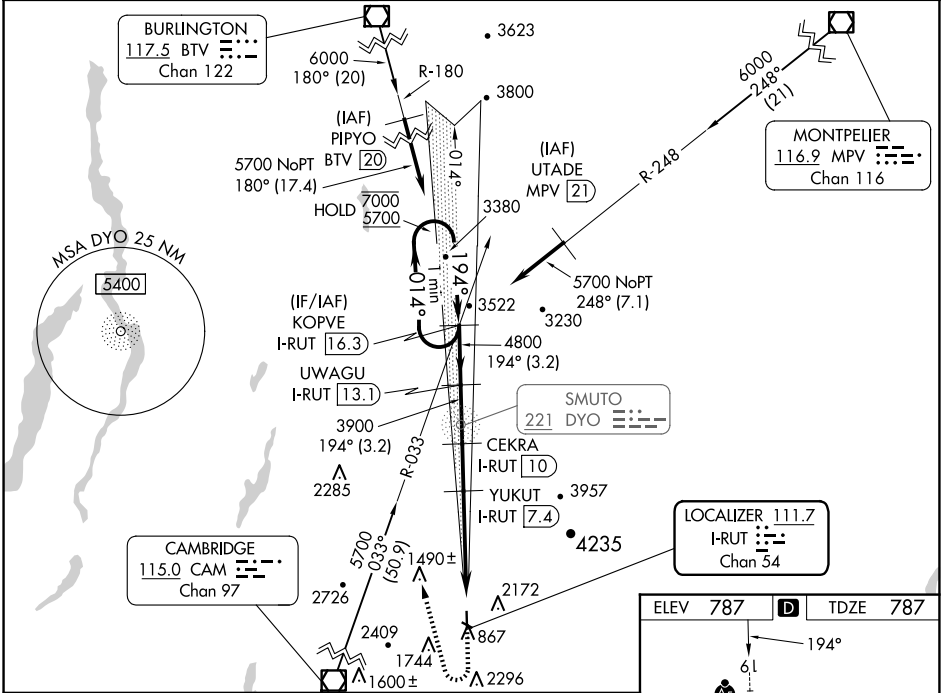 BURLINGTON
117.5 BTV
Chan 122
6000
180° (20)
R-180
3623
3800
6000
248°
(21)
MONTPELIER
116.9 MPV
Chan 116
(IAF)
PIPYO
BTV 20
5700 NoPT
180° (17.4)
014°
(IAF)
UTADE
MPV 21
R-248
HOLD 7000
5700
3380
194°
1 min
014°
5700 NoPT
248° (7.1)
MSA DYO 25 NM
5400
(IF/IAF)
KOPVE
I-RUT 16.3
3522
3230
4800
194° (3.2)
UWAGU
I-RUT 13.1
SMUTO
221 DYO
3900
194° (3.2)
R-033
CEKRA
I-RUT 10
2285
YUKUT
I-RUT 7.4
3957
4235
LOCALIZER 111.7
I-RUT
Chan 54
CAMBRIDGE
115.0 CAM
Chan 97
5700
033°
(50.9)
1490±
2726
2172
867
2409
1744
1600±
2296
ELEV 787 D TDZE 787
194°
61